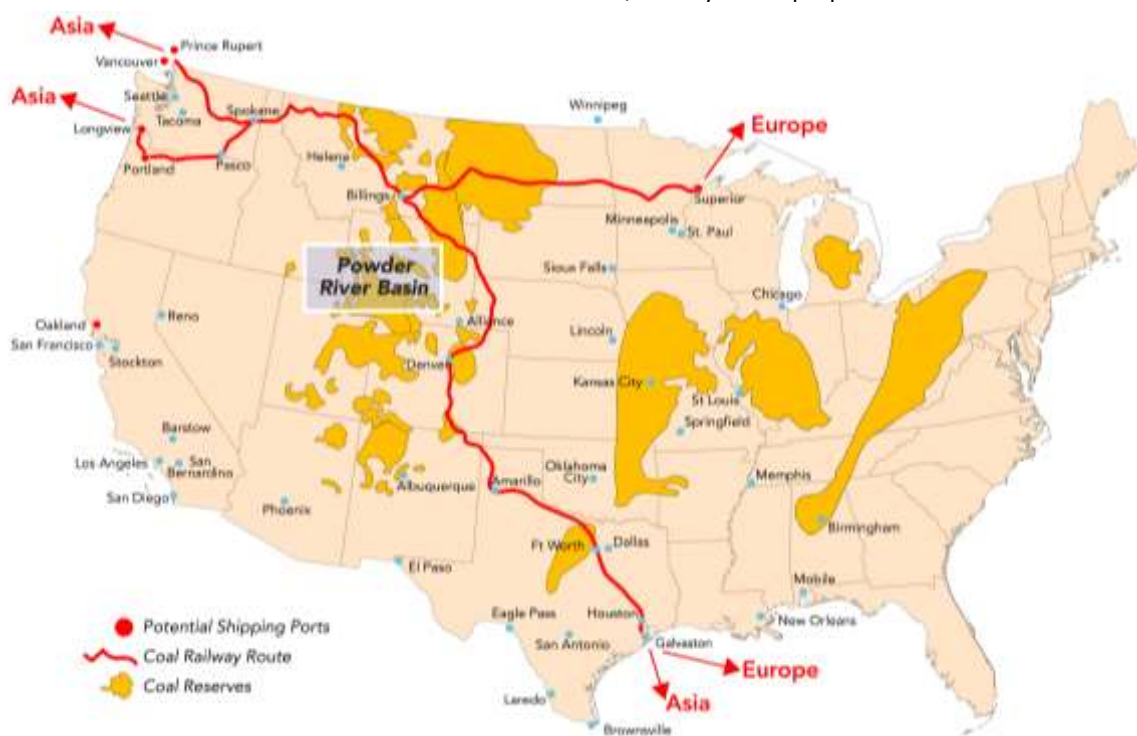 Asia
Prince Rupert
Vancouver
Seattle
Asia
Spokane
Winnipeg
Tacoma
Longview
Europe
Helena
Portland
Pasco
Billings
Superior
Minneapolis
St. Paul
Powder
River Basin
Sioux Falls
Chicago
Oakland
Reno
Alliance
Lincoln
San Francisco
Stockton
Denver
Kansas City
St Louis
Springfield
Barstow
Los Angeles
San
Bernardino
Oklahoma
City
Albuquerque
Amarillo
Memphis
San Diego
Phoenix
Birmingham
Ft Worth
Dallas
El Paso
Mobile
Eagle Pass
Houston
New Orleans
Potential Shipping Ports
San Antonio
Galvaston
Coal Railway Route
Europe
Coal Reserves
Asia
Laredo
Brownsville